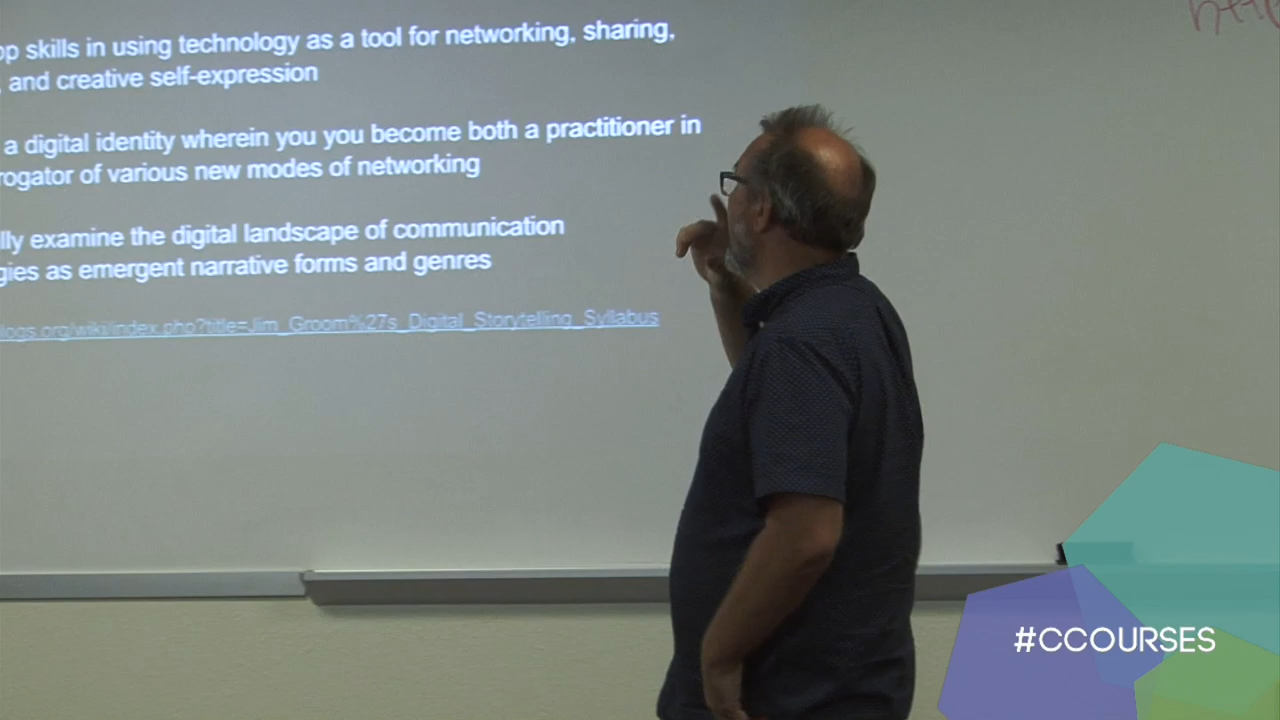 op skills in using technology as a tool for networking, sharing,
, and creative self-expression
a digital identity wherein you you become both a practitioner in
rogator of various new modes of networking
lly examine the digital landscape of communication
gies as emergent narrative forms and genres
logs.org/wiki/index.php?title=Jim_Groom%27s_Digital_Storytelling_Syllabus
http
#CCOURSES